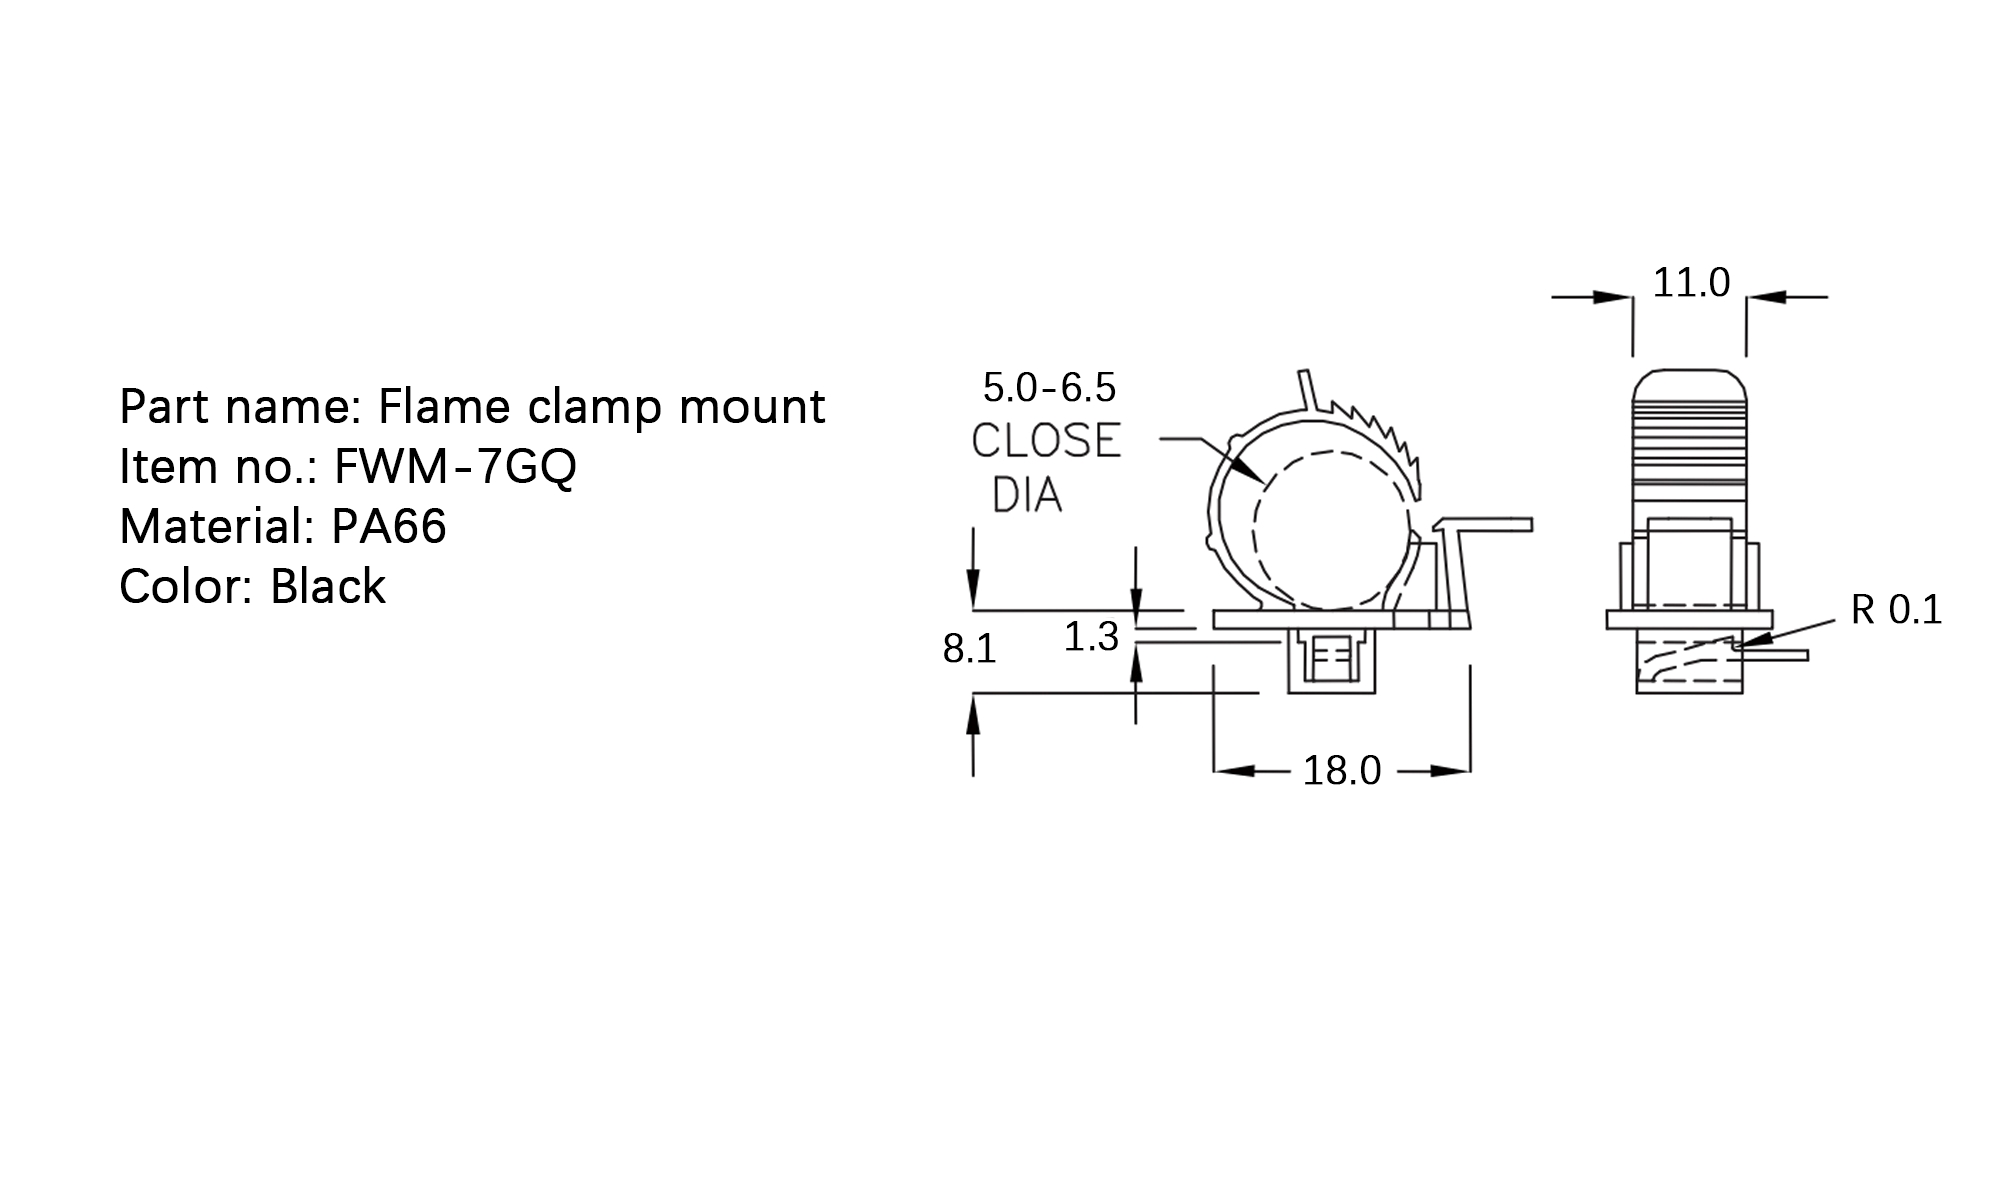 Part name: Flame clamp mount
Item no.: FWM-7GQ
Material: PA66
Color: Black
5.0-6.5
CLOSE
DIA
8.1
1.3
18.0
11.0
R 0.1